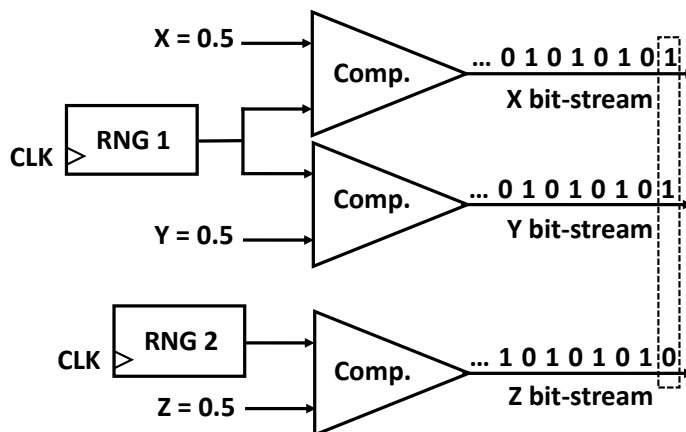 X = 0.5
Comp.
... 0 1 0 1 0 1 0 1
X bit-stream
RNG 1
CLK
Comp.
... 0 1 0 1 0 1 0 1
Y = 0.5
Y bit-stream
RNG 2
CLK
Comp.
... 1 0 1 0 1 0 1 0
Z = 0.5
Z bit-stream